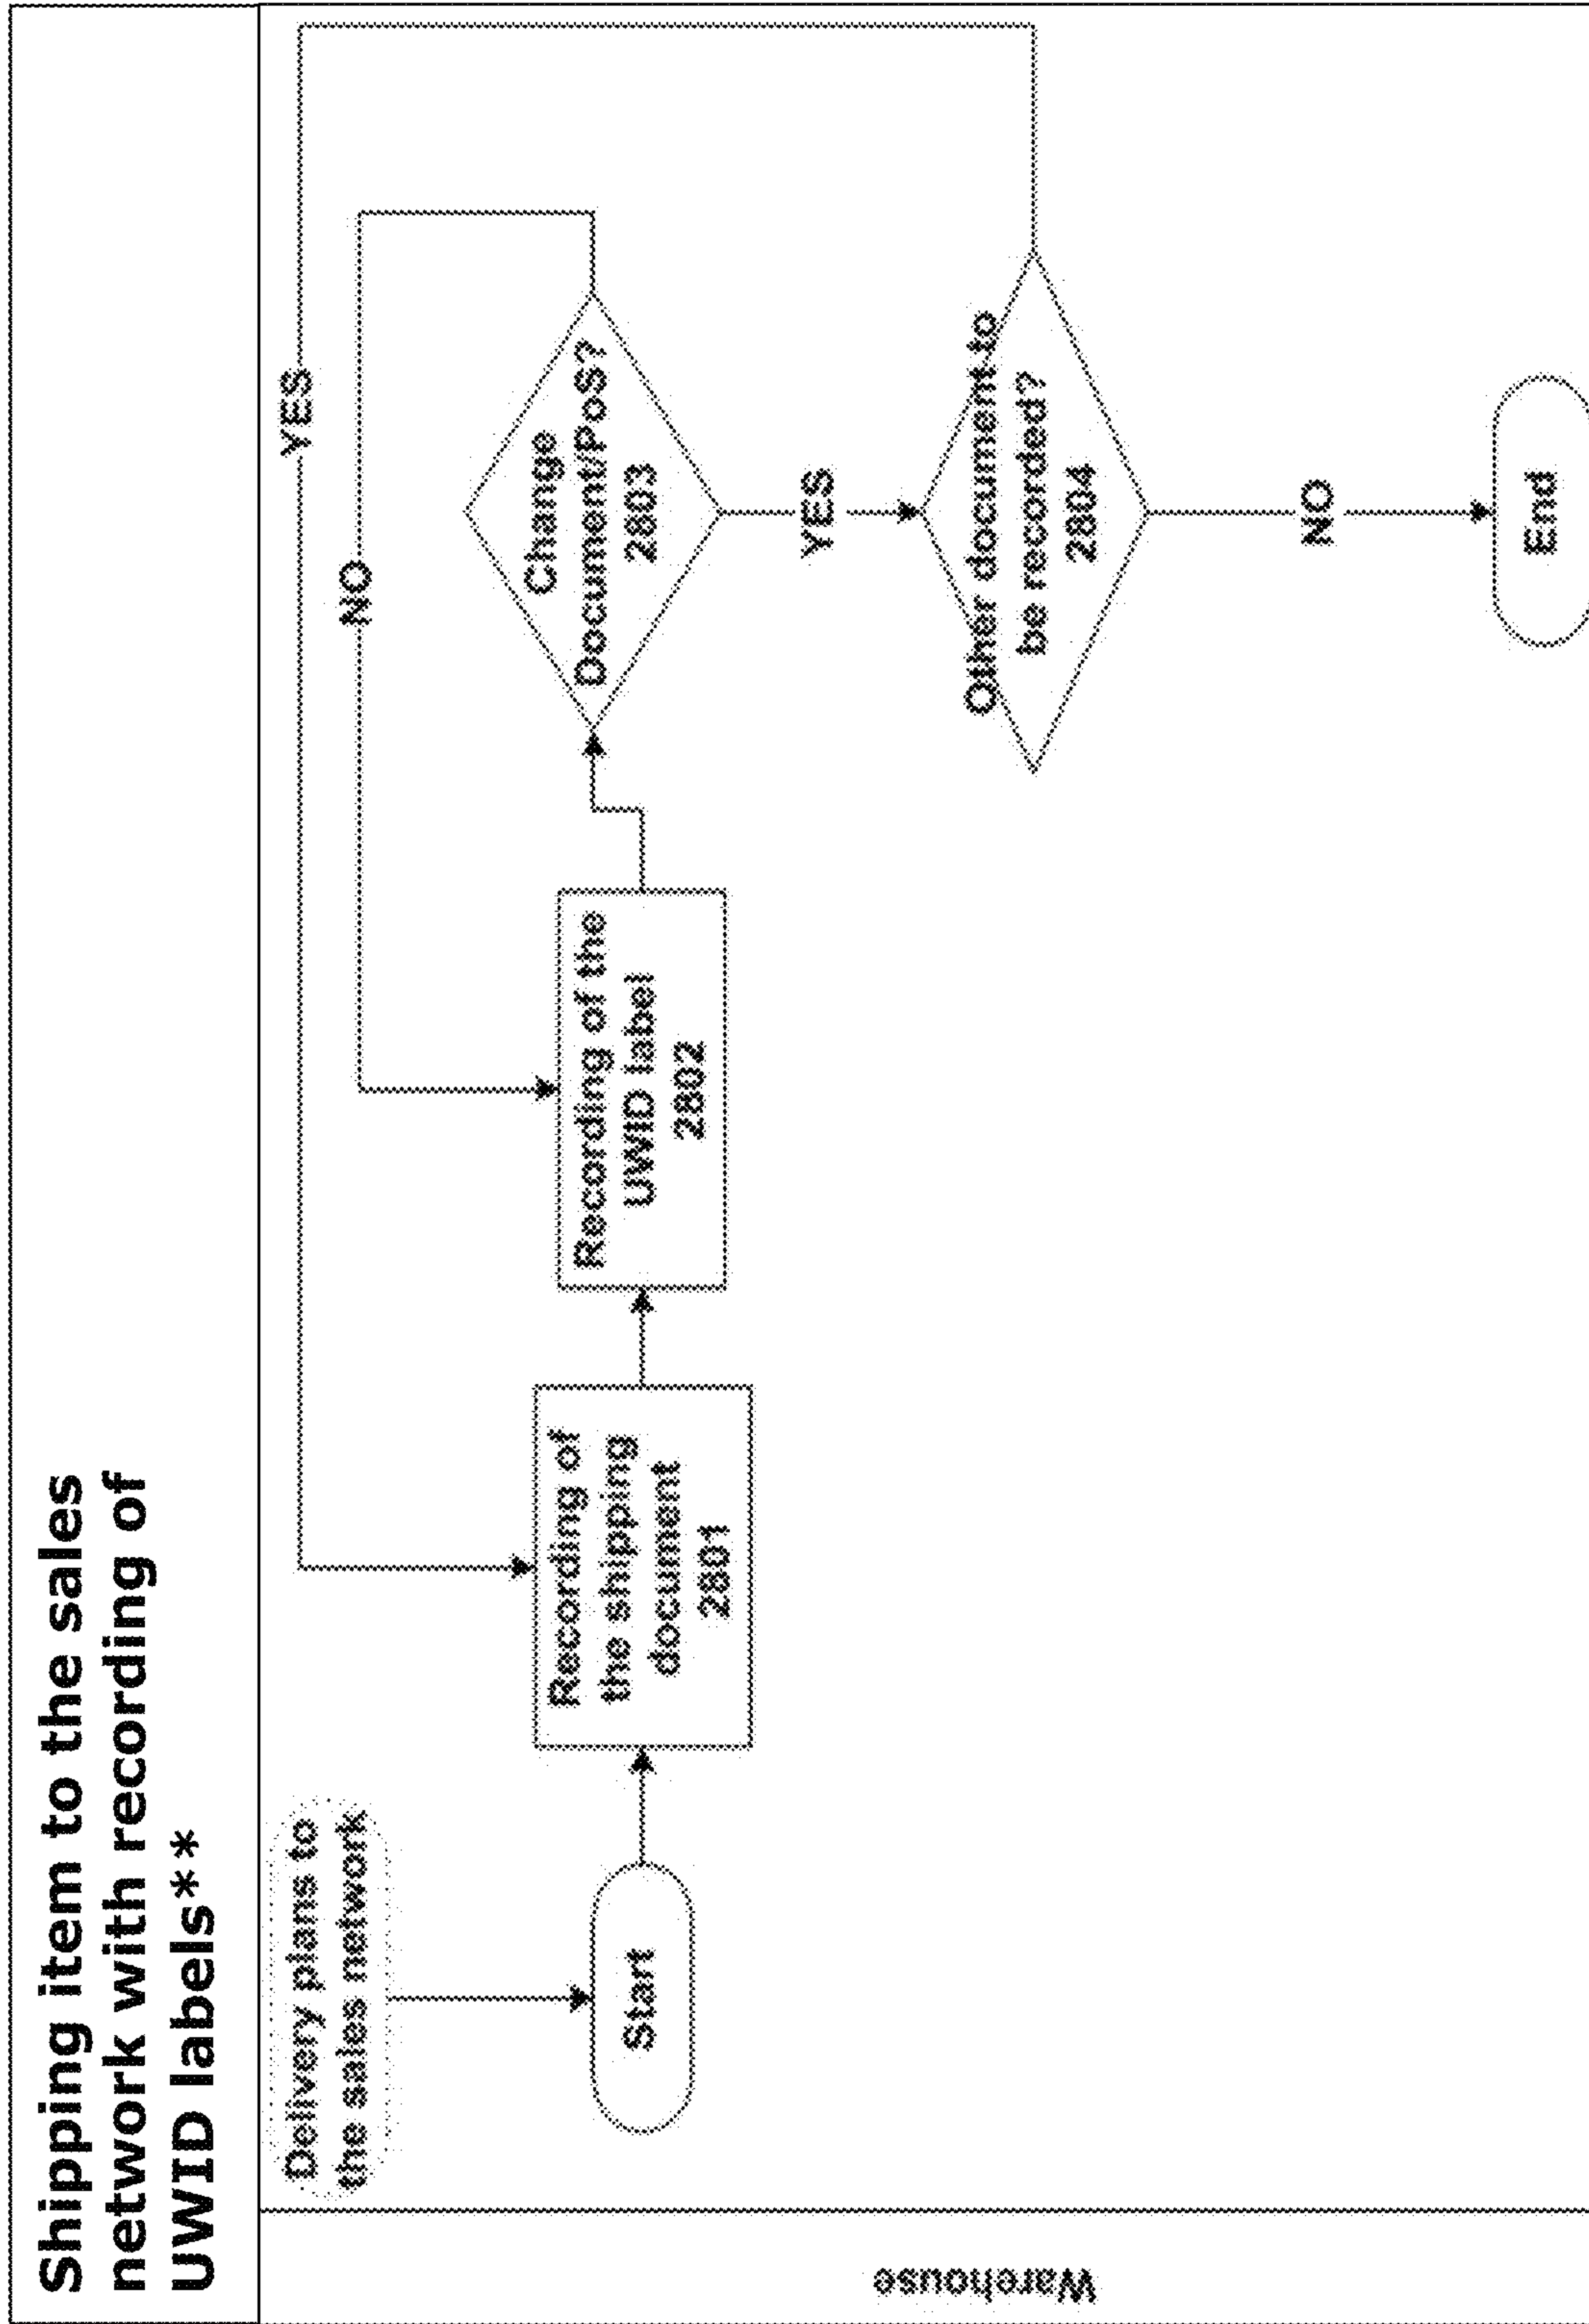 Shipping item to the sales
network with recording of
UWID labels**
Warehouse
Delivery plans to
the sales network
Start
Recording of
the shipping
document
2801
Recording of the
UWID label
2802
Change
Document/PoS?
2803
YES
NO
YES
Other document to
be recorded?
2804
NO
End